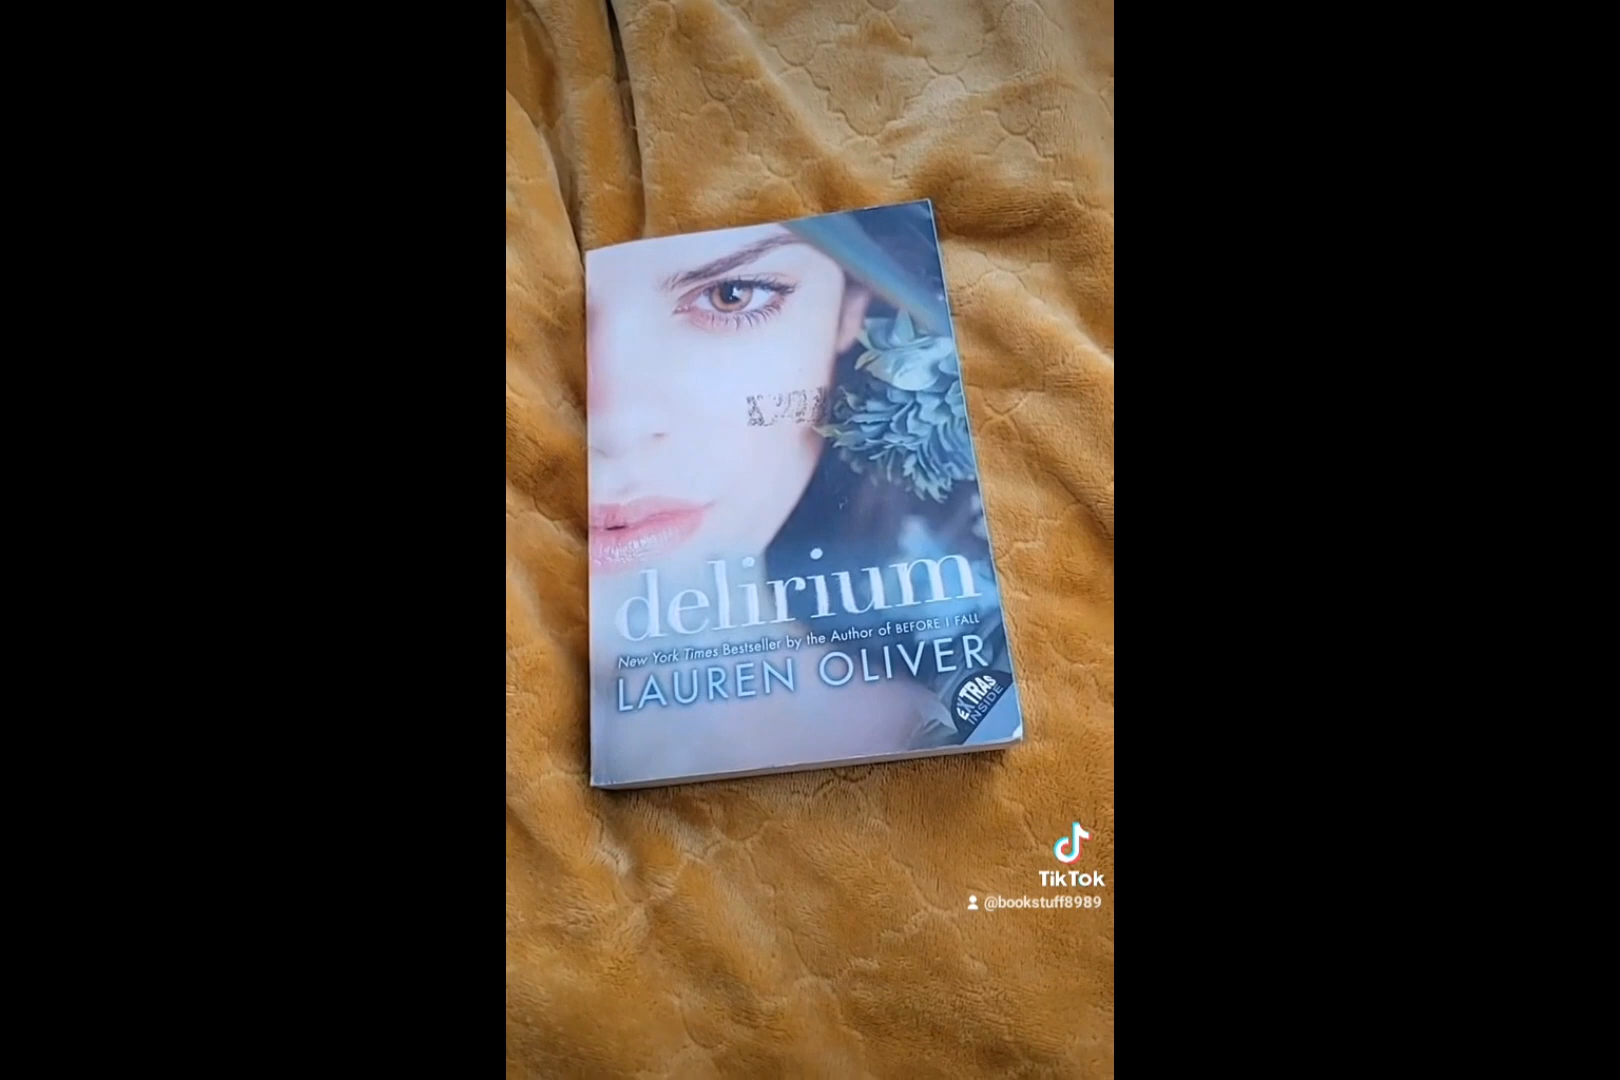 delirium
New York Times Bestseller by the Author of BEFORE I FALL
LAUREN OLIVER
EXTRAS
INSIDE
TikTok
@bookstuff8989